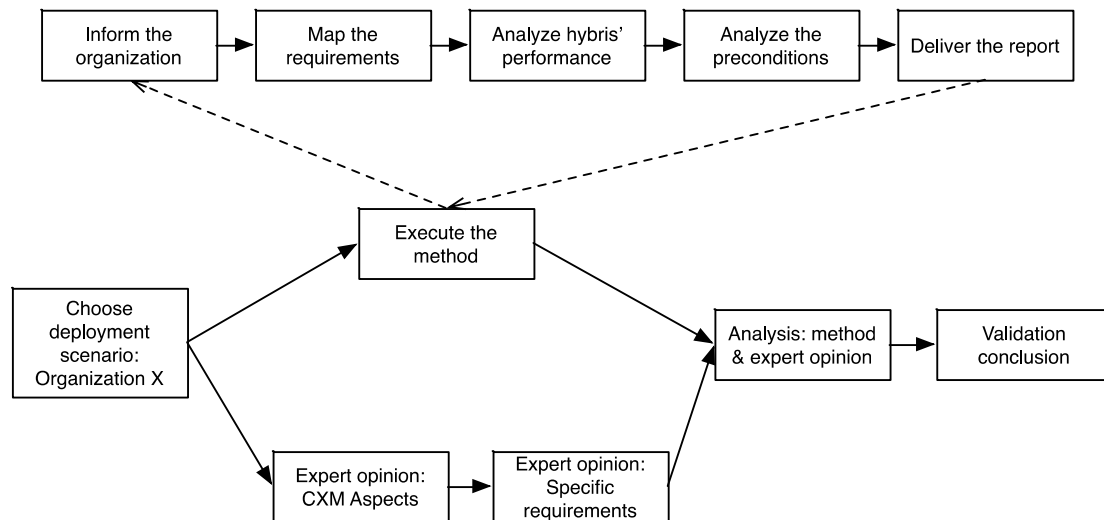 Inform the
organization
Map the
requirements
Analyze hybris’
performance
Analyze the
preconditions
Deliver the report
Execute the
method
Choose
deployment
scenario:
Organization X
Analysis: method
& expert opinion
Validation
conclusion
Expert opinion:
CXM Aspects
Expert opinion:
Specific
requirements